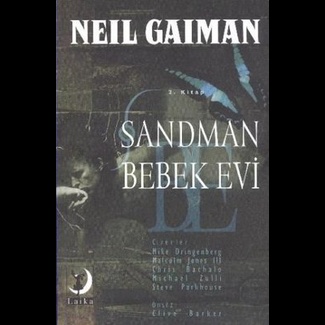 NEIL GAIMAN
2. Kitap
SANDMAN
BEBEK EVİ
Çizerler
Mike Dringenberg
Malcolm Jones III
Chris Bachalo
Michael Zulli
Steve Parkhouse
Önsöz
Clive Barker
Laika